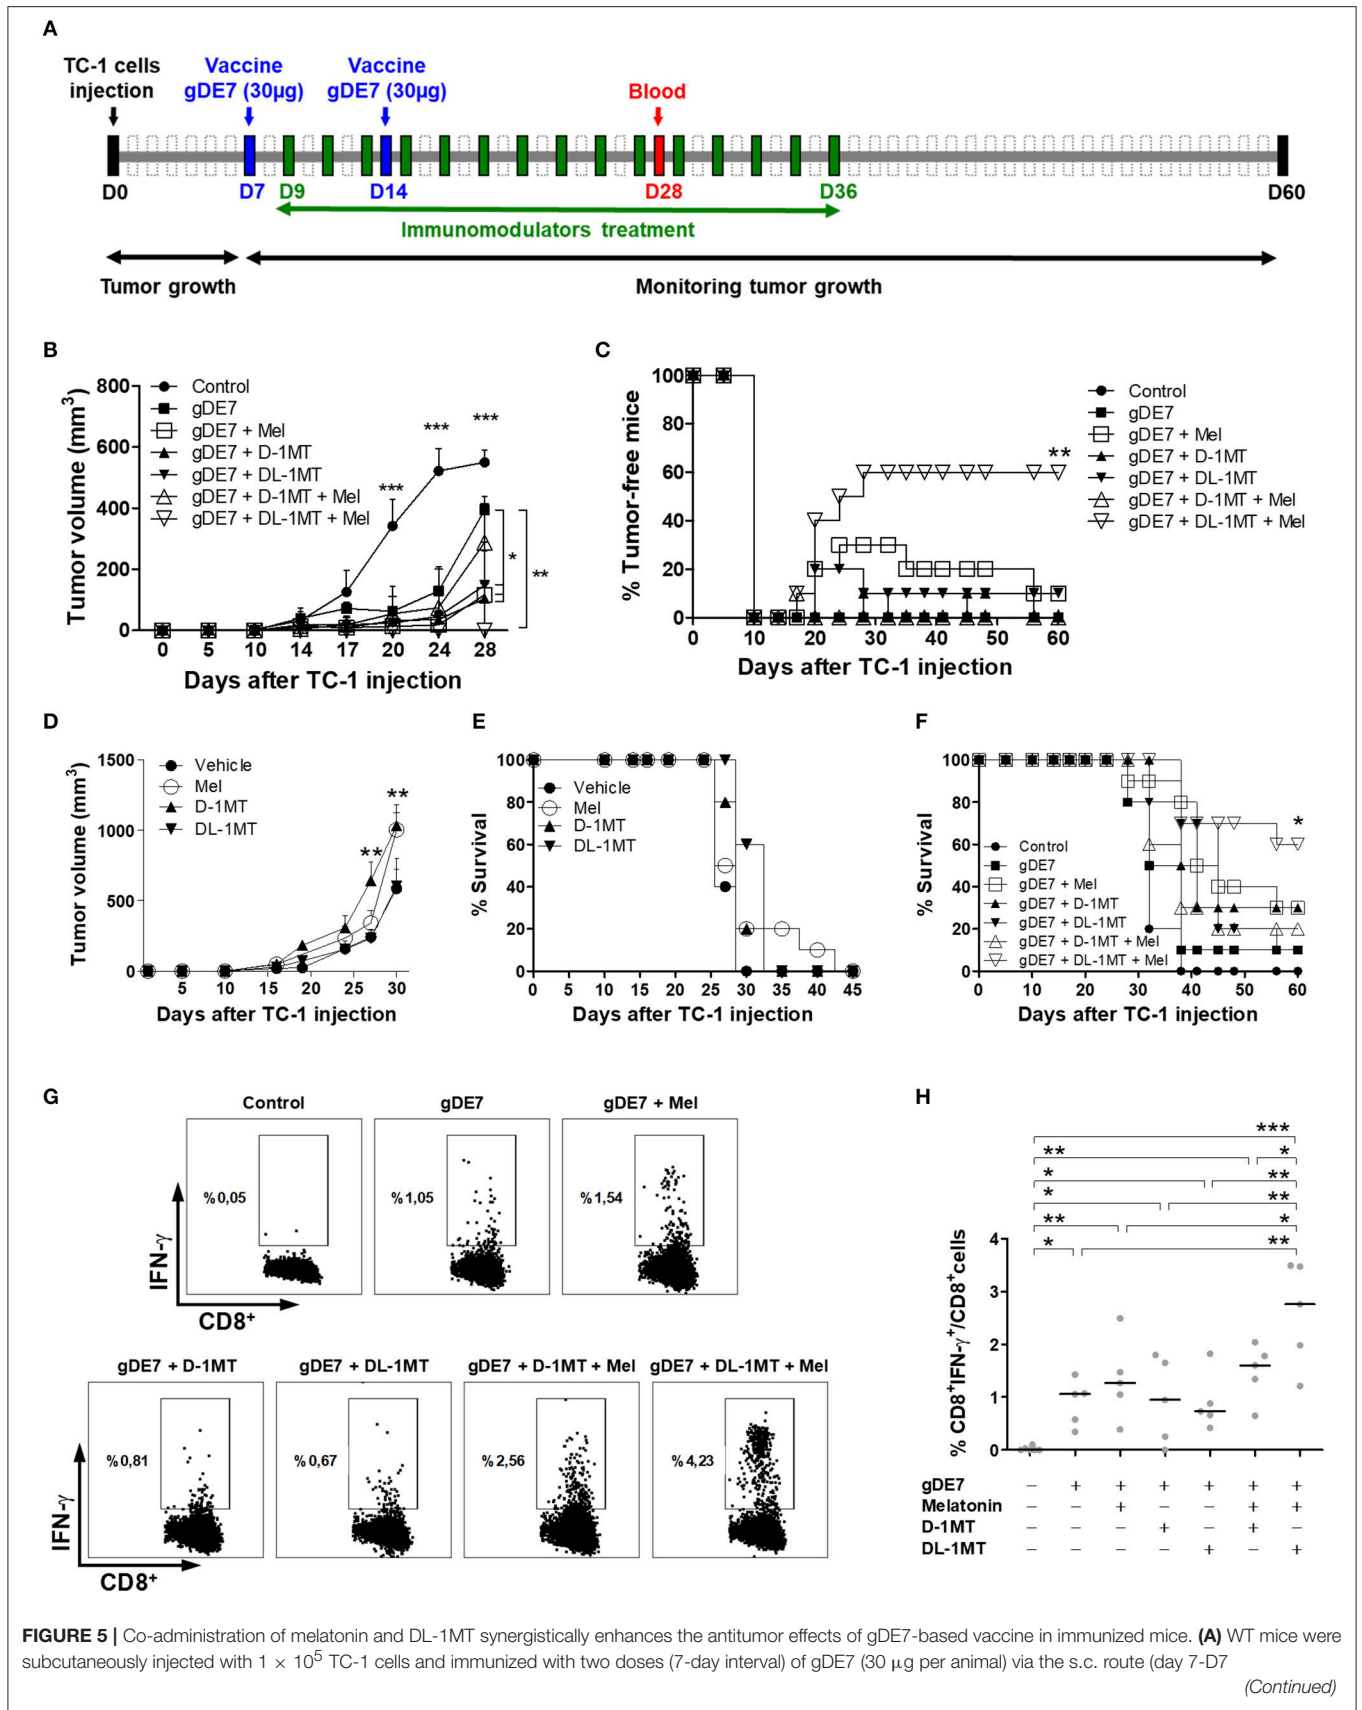 A
TC-1 cells injection
Vaccine gDE7 (30µg)
Vaccine gDE7 (30µg)
Blood
D0
D7
D9
D14
D28
D36
D60
Immunomodulators treatment
Tumor growth
Monitoring tumor growth
B
Tumor volume (mm³)
800
600
400
200
0
Control
gDE7
gDE7 + Mel
gDE7 + D-1MT
gDE7 + DL-1MT
gDE7 + D-1MT + Mel
gDE7 + DL-1MT + Mel
***
***
***
*
**
0 5 10 14 17 20 24 28
Days after TC-1 injection
C
% Tumor-free mice
100
80
60
40
20
0
**
Control
gDE7
gDE7 + Mel
gDE7 + D-1MT
gDE7 + DL-1MT
gDE7 + D-1MT + Mel
gDE7 + DL-1MT + Mel
0 10 20 30 40 50 60
Days after TC-1 injection
D
Tumor volume (mm³)
1500
1000
500
0
Vehicle
Mel
D-1MT
DL-1MT
**
**
5 10 15 20 25 30
Days after TC-1 injection
E
% Survival
100
80
60
40
20
0
Vehicle
Mel
D-1MT
DL-1MT
0 5 10 15 20 25 30 35 40 45
Days after TC-1 injection
F
% Survival
100
80
60
40
20
0
*
Control
gDE7
gDE7 + Mel
gDE7 + D-1MT
gDE7 + DL-1MT
gDE7 + D-1MT + Mel
gDE7 + DL-1MT + Mel
0 10 20 30 40 50 60
Days after TC-1 injection
G
Control
gDE7
gDE7 + Mel
%0,05
%1,05
%1,54
IFN-γ
CD8⁺
gDE7 + D-1MT
gDE7 + DL-1MT
gDE7 + D-1MT + Mel
gDE7 + DL-1MT + Mel
%0,81
%0,67
%2,56
%4,23
IFN-γ
CD8⁺
H
***
** *
* **
* **
** *
* **
% CD8⁺IFN-γ⁺/CD8⁺cells
4
3
2
1
0
gDE7 − + + + + + +
Melatonin − − + − − + +
D-1MT − − − + − + −
DL-1MT − − − − + − +
FIGURE 5 | Co-administration of melatonin and DL-1MT synergistically enhances the antitumor effects of gDE7-based vaccine in immunized mice. (A) WT mice were
subcutaneously injected with 1 × 10⁵ TC-1 cells and immunized with two doses (7-day interval) of gDE7 (30 µg per animal) via the s.c. route (day 7-D7
(Continued)